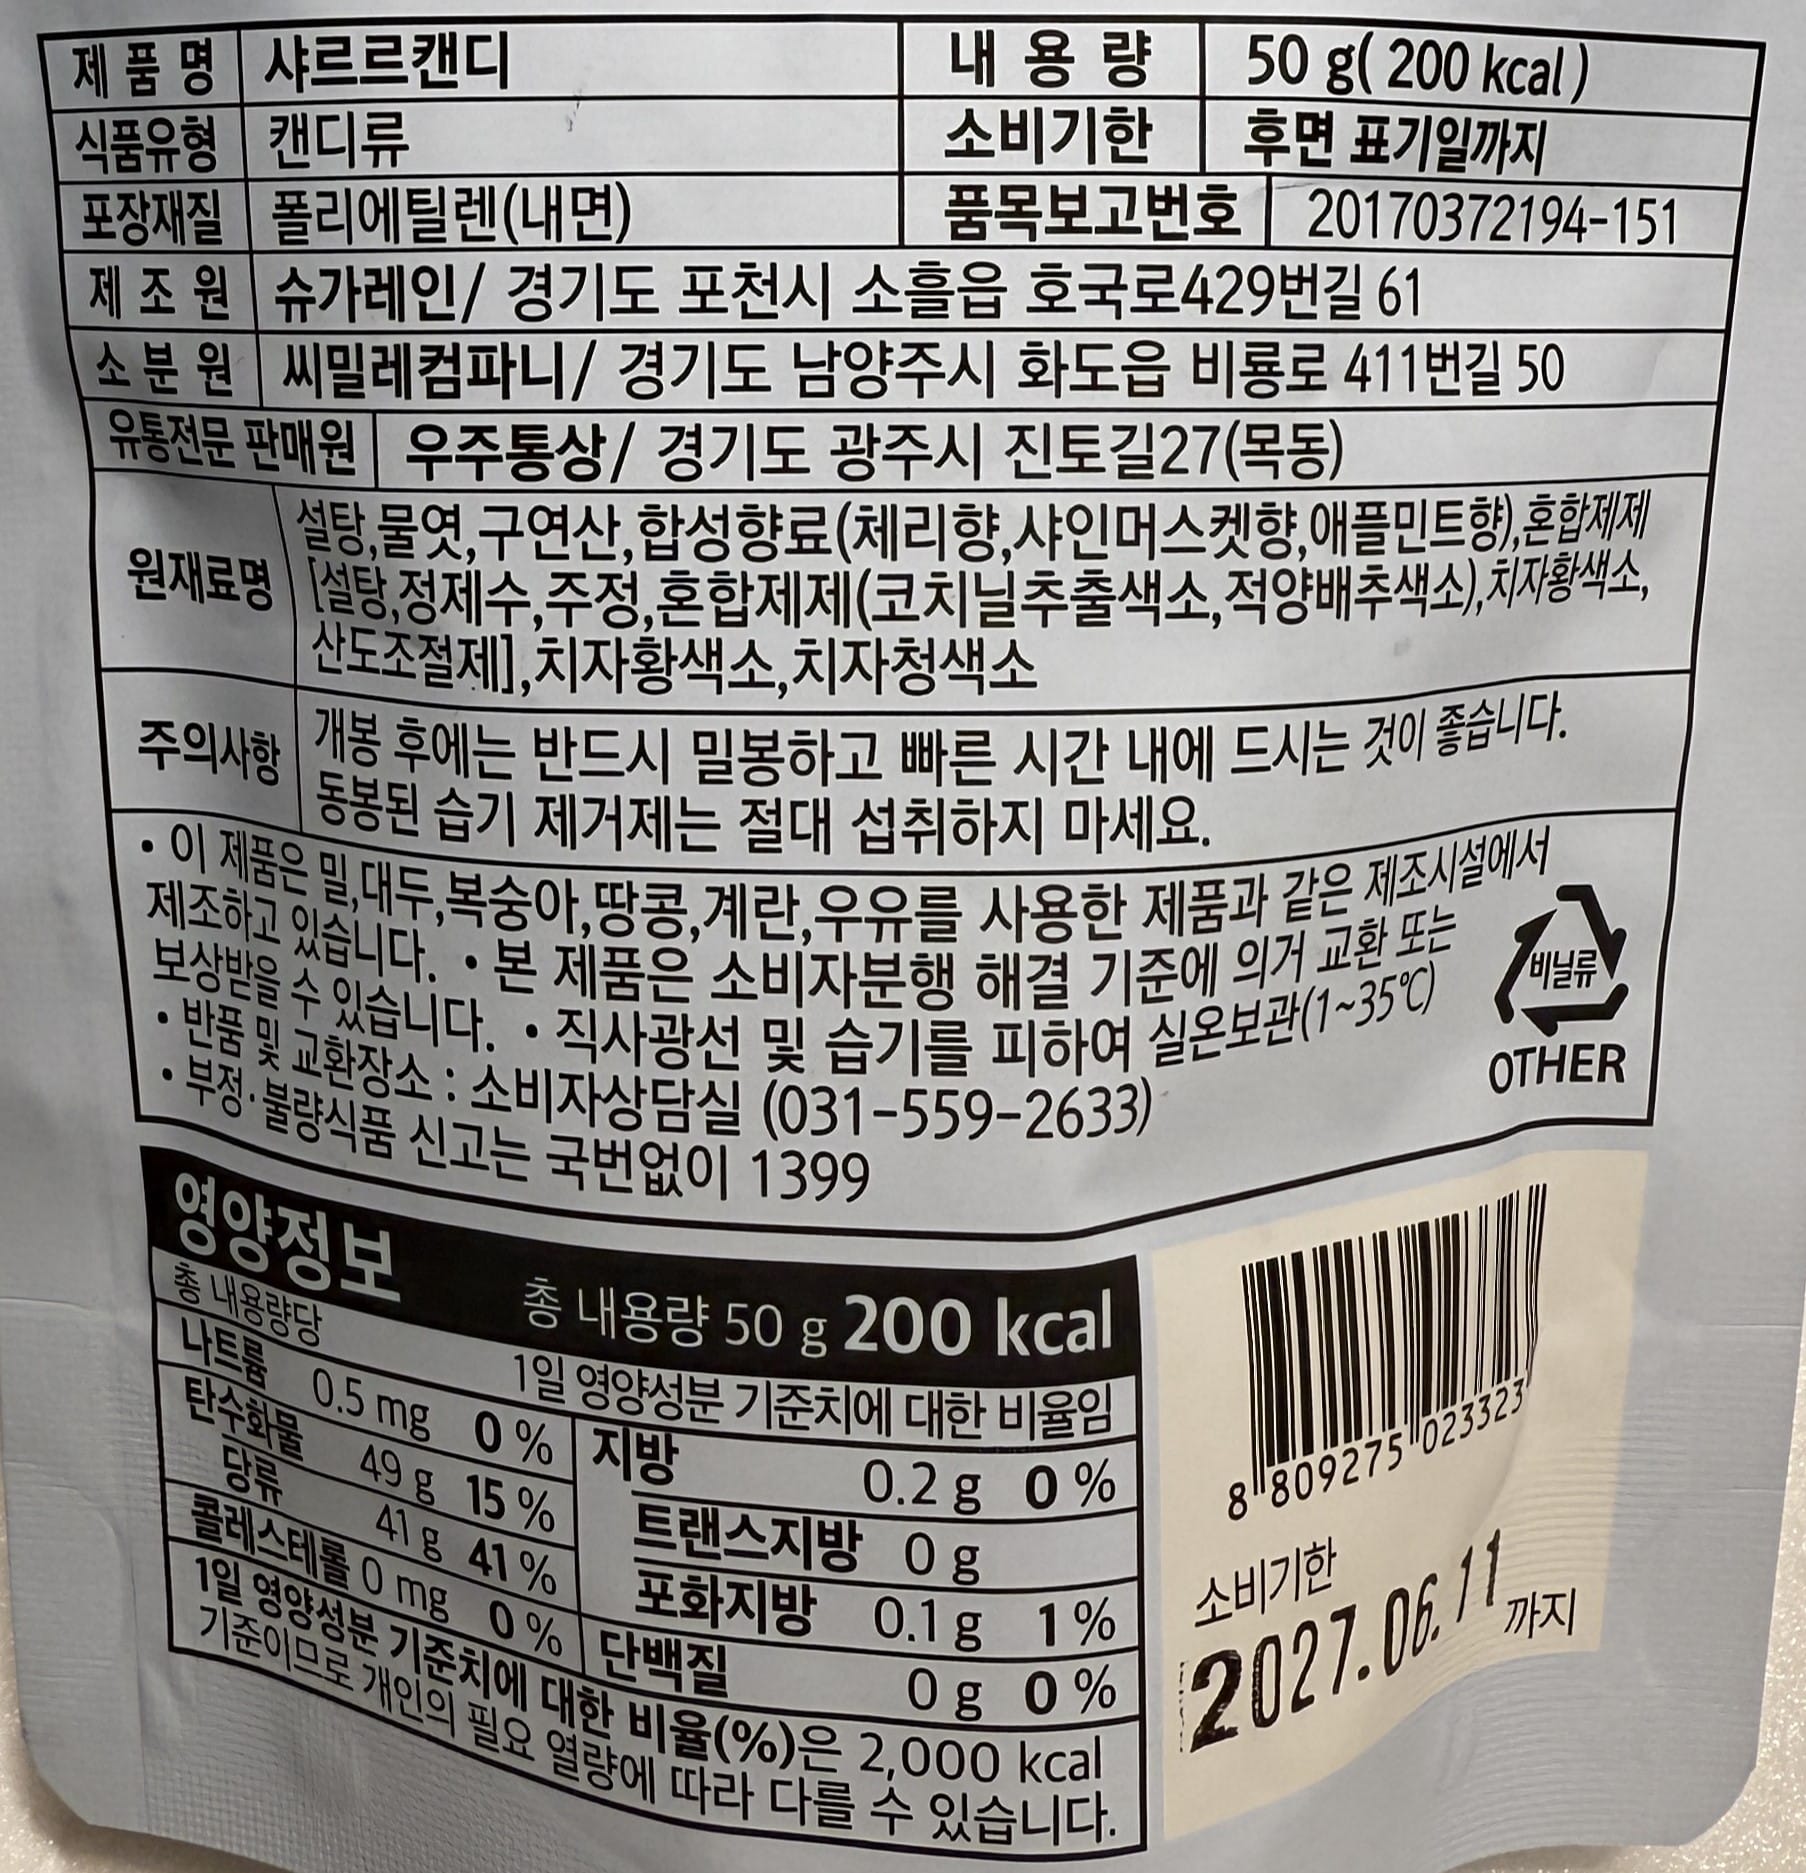 제 품 명 샤르르캔디 내 용 량 50 g( 200 kcal )
식품유형 캔디류 소비기한 후면 표기일까지
포장재질 폴리에틸렌(내면) 품목보고번호 20170372194-151
제 조 원 슈가레인/ 경기도 포천시 소흘읍 호국로429번길 61
소 분 원 씨밀레컴파니/ 경기도 남양주시 화도읍 비룡로 411번길 50
유통전문 판매원 우주통상/ 경기도 광주시 진토길27(목동)
원재료명
설탕,물엿,구연산,합성향료(체리향,샤인머스켓향,애플민트향),혼합제제
[설탕,정제수,주정,혼합제제(코치닐추출색소,적양배추색소),치자황색소,
산도조절제],치자황색소,치자청색소
주의사항
개봉 후에는 반드시 밀봉하고 빠른 시간 내에 드시는 것이 좋습니다.
동봉된 습기 제거제는 절대 섭취하지 마세요.
• 이 제품은 밀,대두,복숭아,땅콩,계란,우유를 사용한 제품과 같은 제조시설에서
제조하고 있습니다. • 본 제품은 소비자분행 해결 기준에 의거 교환 또는
보상받을 수 있습니다. • 직사광선 및 습기를 피하여 실온보관(1~35℃)
• 반품 및 교환장소 : 소비자상담실 (031-559-2633)
• 부정·불량식품 신고는 국번없이 1399
비닐류
OTHER
영양정보 총 내용량 50 g 200 kcal
총 내용량당 1일 영양성분 기준치에 대한 비율임
나트륨 0.5 mg 0 % 지방 0.2 g 0 %
탄수화물 49 g 15 % 트랜스지방 0 g
당류 41 g 41 % 포화지방 0.1 g 1 %
콜레스테롤 0 mg 0 % 단백질 0 g 0 %
1일 영양성분 기준치에 대한 비율(%)은 2,000 kcal
기준이므로 개인의 필요 열량에 따라 다를 수 있습니다.
8 809275 023323
소비기한
2027.06.11 까지